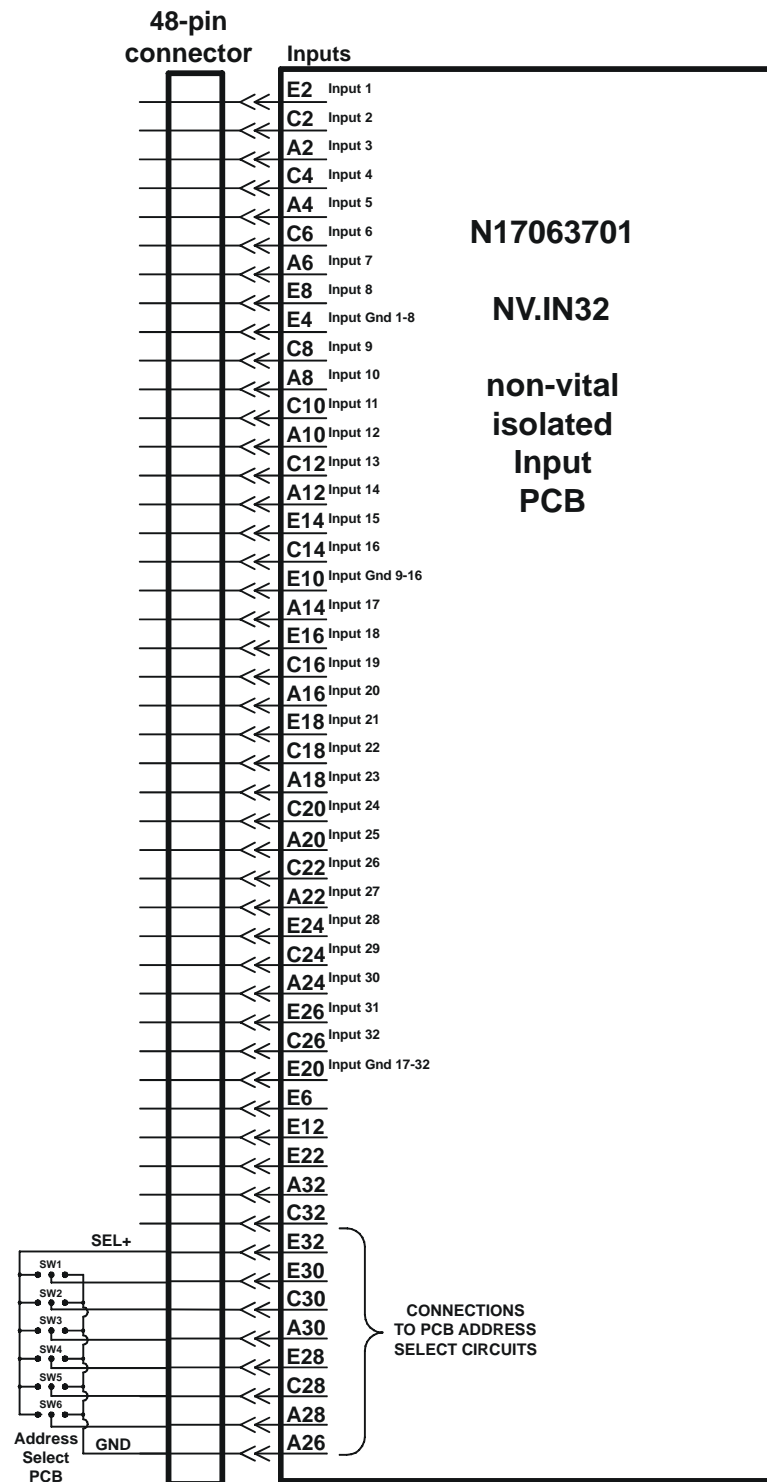 48-pin
connector
Inputs
E2 Input 1
C2 Input 2
A2 Input 3
C4 Input 4
A4 Input 5
C6 Input 6
A6 Input 7
E8 Input 8
E4 Input Gnd 1-8
C8 Input 9
A8 Input 10
C10 Input 11
A10 Input 12
C12 Input 13
A12 Input 14
E14 Input 15
C14 Input 16
E10 Input Gnd 9-16
A14 Input 17
E16 Input 18
C16 Input 19
A16 Input 20
E18 Input 21
C18 Input 22
A18 Input 23
C20 Input 24
A20 Input 25
C22 Input 26
A22 Input 27
E24 Input 28
C24 Input 29
A24 Input 30
E26 Input 31
C26 Input 32
E20 Input Gnd 17-32
E6
E12
E22
A32
C32
E32
E30
C30
A30
E28
C28
A28
A26
N17063701
NV.IN32
non-vital
isolated
Input
PCB
SEL+
SW1
SW2
SW3
SW4
SW5
SW6
GND
Address
Select
PCB
CONNECTIONS
TO PCB ADDRESS
SELECT CIRCUITS